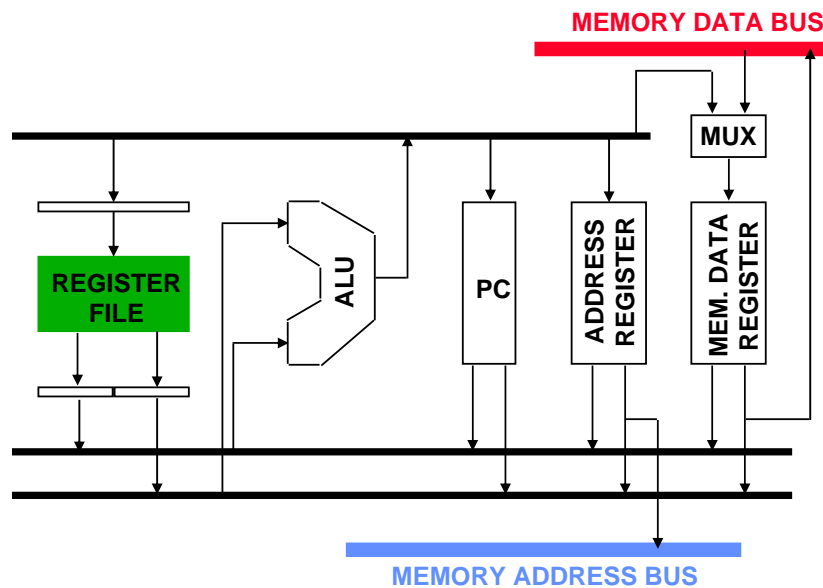 MEMORY DATA BUS
MUX
REGISTER
FILE
ALU
PC
ADDRESS
REGISTER
MEM. DATA
REGISTER
MEMORY ADDRESS BUS